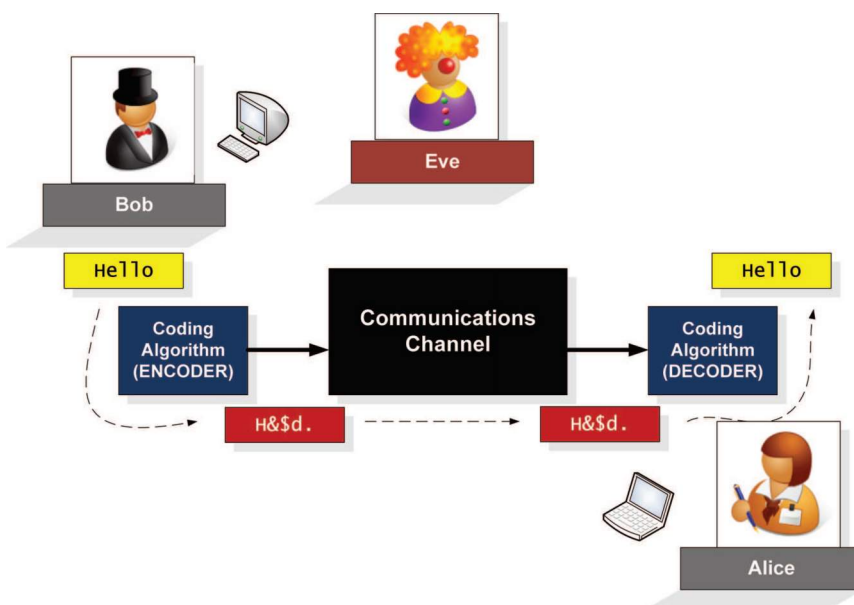 Eve
Bob
Hello
Hello
Coding
Algorithm
(ENCODER)
Communications
Channel
Coding
Algorithm
(DECODER)
H&$d.
H&$d.
Alice